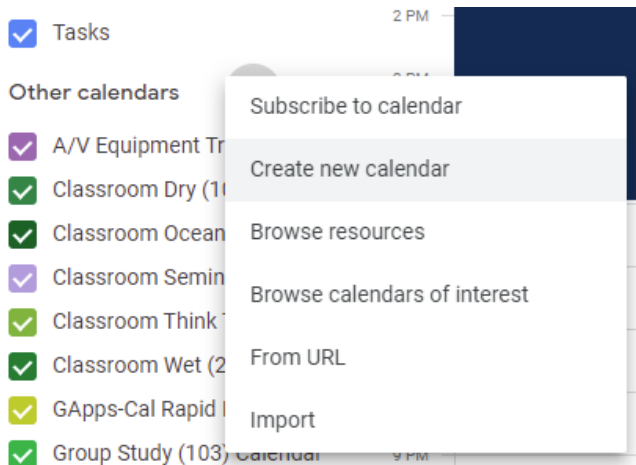 2 PM
Tasks
Other calendars
Subscribe to calendar
A/V Equipment Tr
Create new calendar
Classroom Dry (10
Classroom Ocean
Browse resources
Classroom Semin
Browse calendars of interest
Classroom Think
Classroom Wet (2
From URL
GApps-Cal Rapid
Import
Group Study (103) Calendar
9 PM